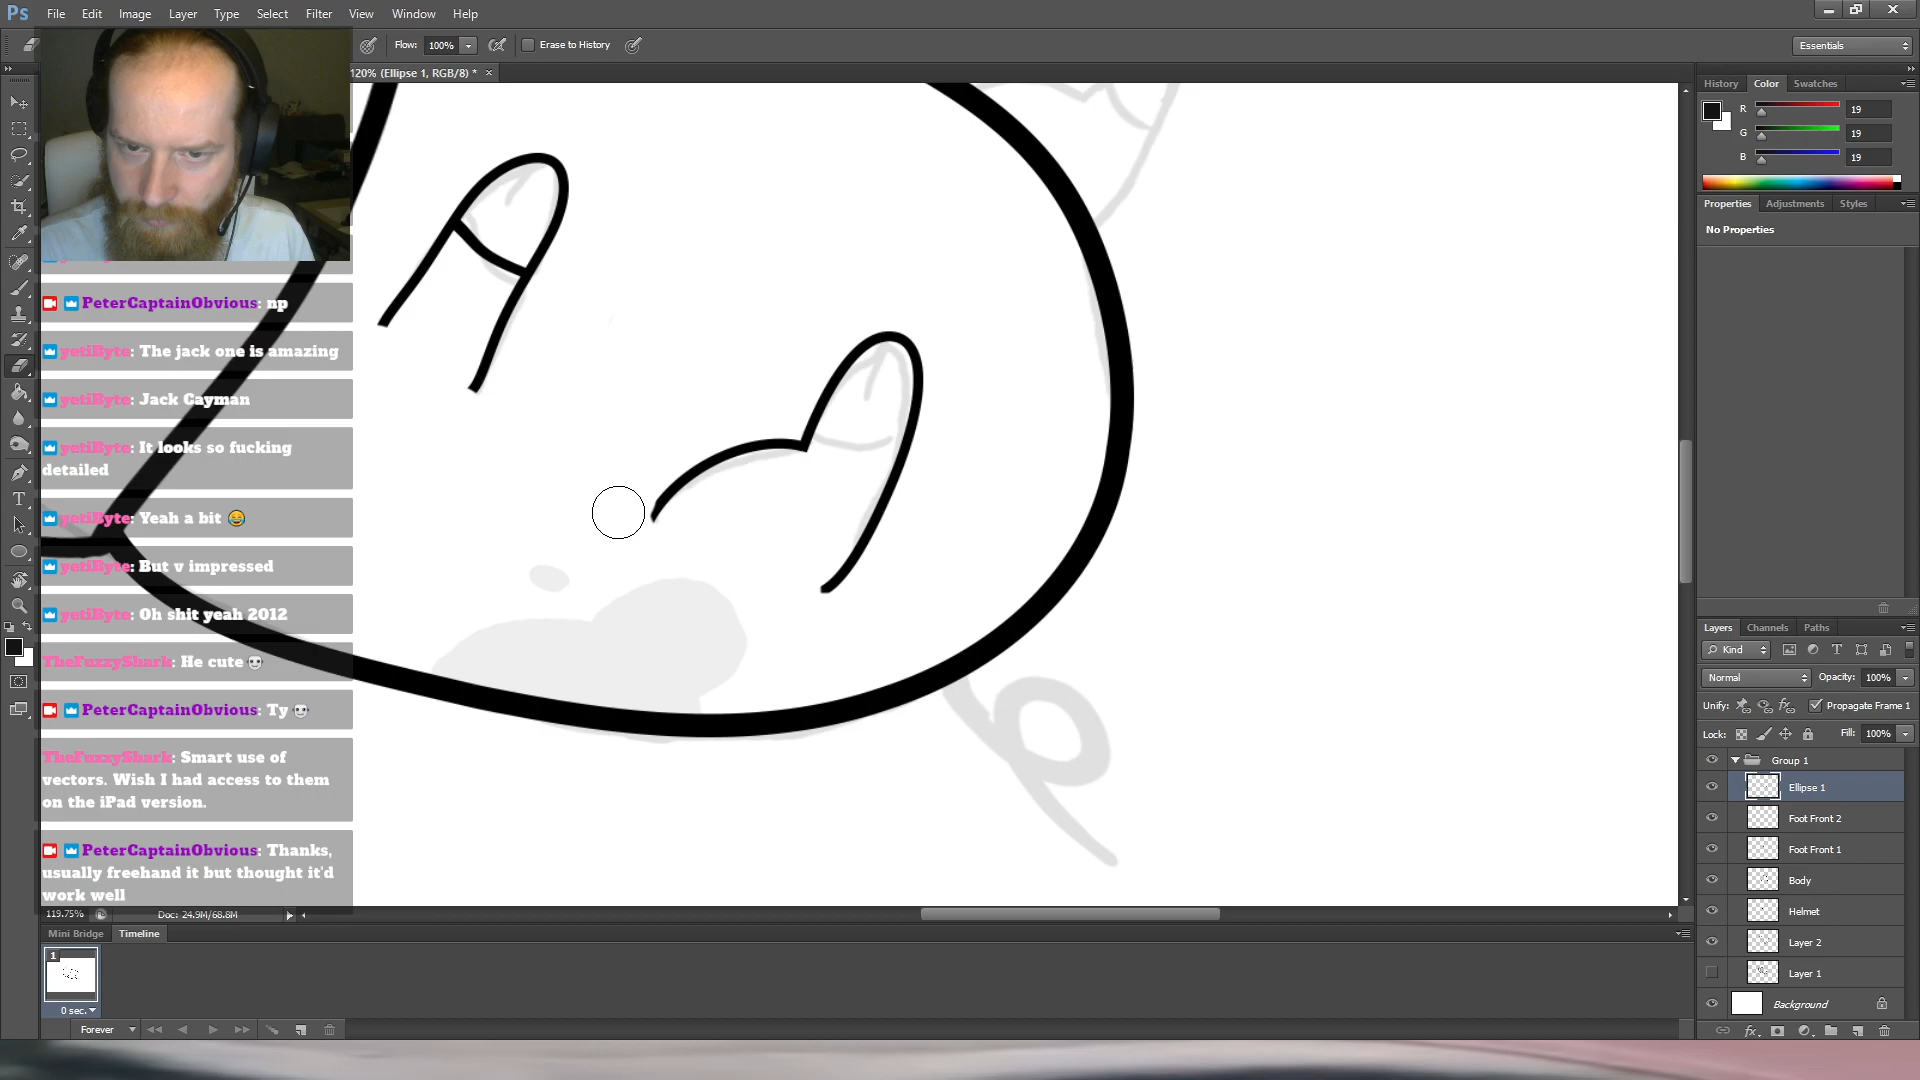 Ps File Edit Image Layer Type Select Filter View Window Help
Flow: 100% Erase to History Essentials
120% (Ellipse 1, RGB/8) * ×
History Color Swatches
R 19
G 19
B 19
Properties Adjustments Styles
No Properties
PeterCaptainObvious: np
yetiByte: The jack one is amazing
yetiByte: Jack Cayman
yetiByte: It looks so fucking
detailed
yetiByte: Yeah a bit 😂
yetiByte: But v impressed
yetiByte: Oh shit yeah 2012
TheFuzzyShark: He cute
PeterCaptainObvious: Ty
TheFuzzyShark: Smart use of
vectors. Wish I had access to them
on the iPad version.
PeterCaptainObvious: Thanks,
usually freehand it but thought it'd
work well
Layers Channels Paths
Kind
Normal Opacity: 100%
Unify: Propagate Frame 1
Lock: Fill: 100%
Group 1
Ellipse 1
Foot Front 2
Foot Front 1
Body
Helmet
Layer 2
Layer 1
Background
119.75% Doc: 24.9M/68.8M
Mini Bridge Timeline
1
0 sec.
Forever